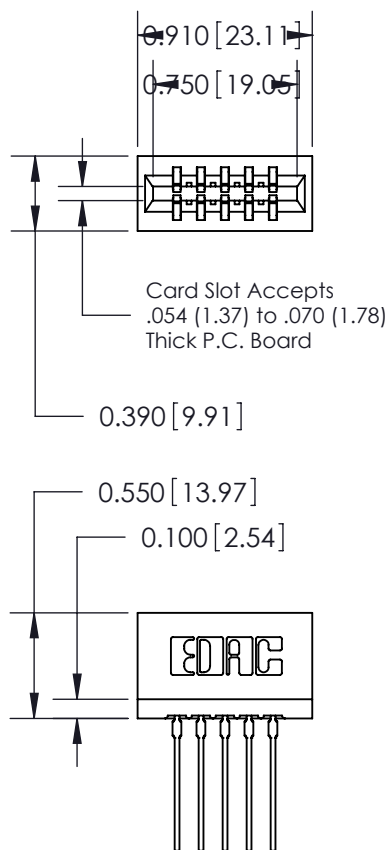 0.910 [23.11]
0.750 [19.05]
Card Slot Accepts
.054 (1.37) to .070 (1.78)
Thick P.C. Board
0.390 [9.91]
0.550 [13.97]
0.100 [2.54]
EDAC